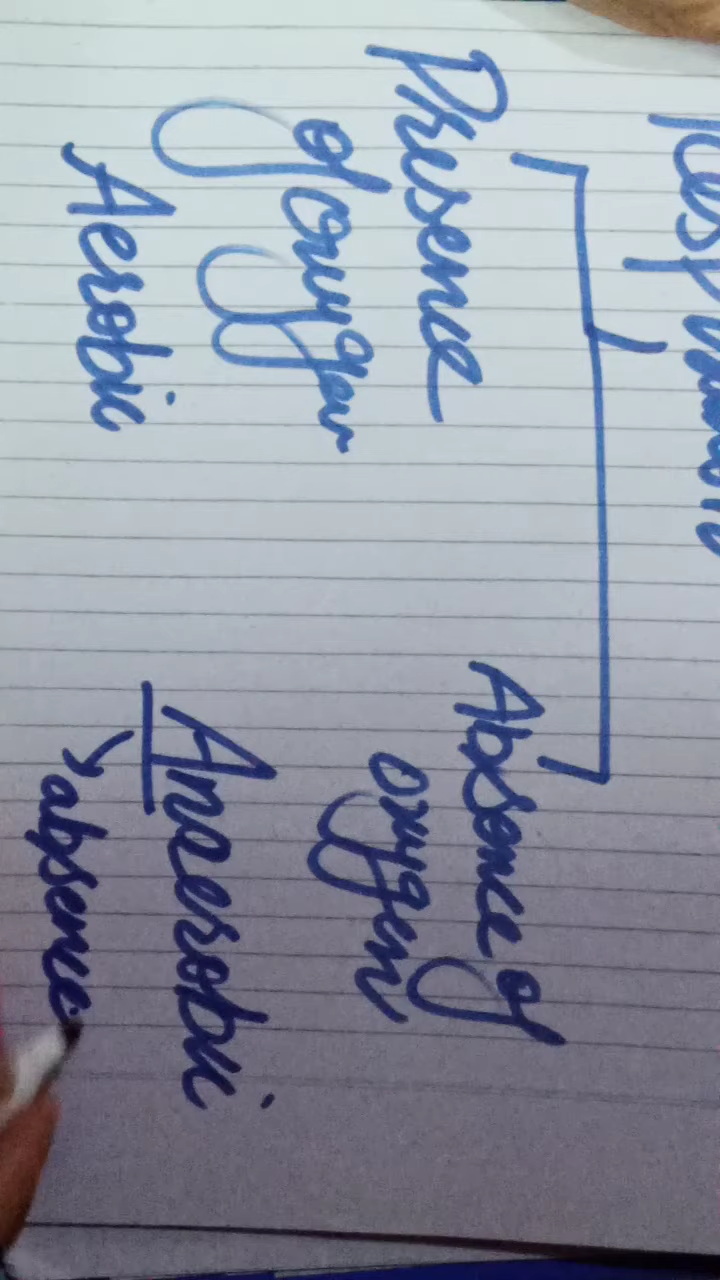 Presence
of oxygen
Aerobic
Absence of
oxygen
Anaerobic
absence